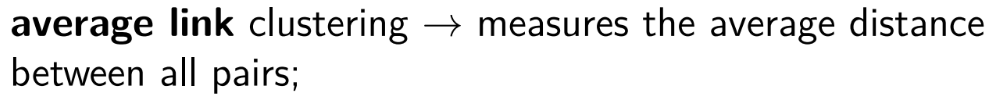 average link clustering → measures the average distance
between all pairs;